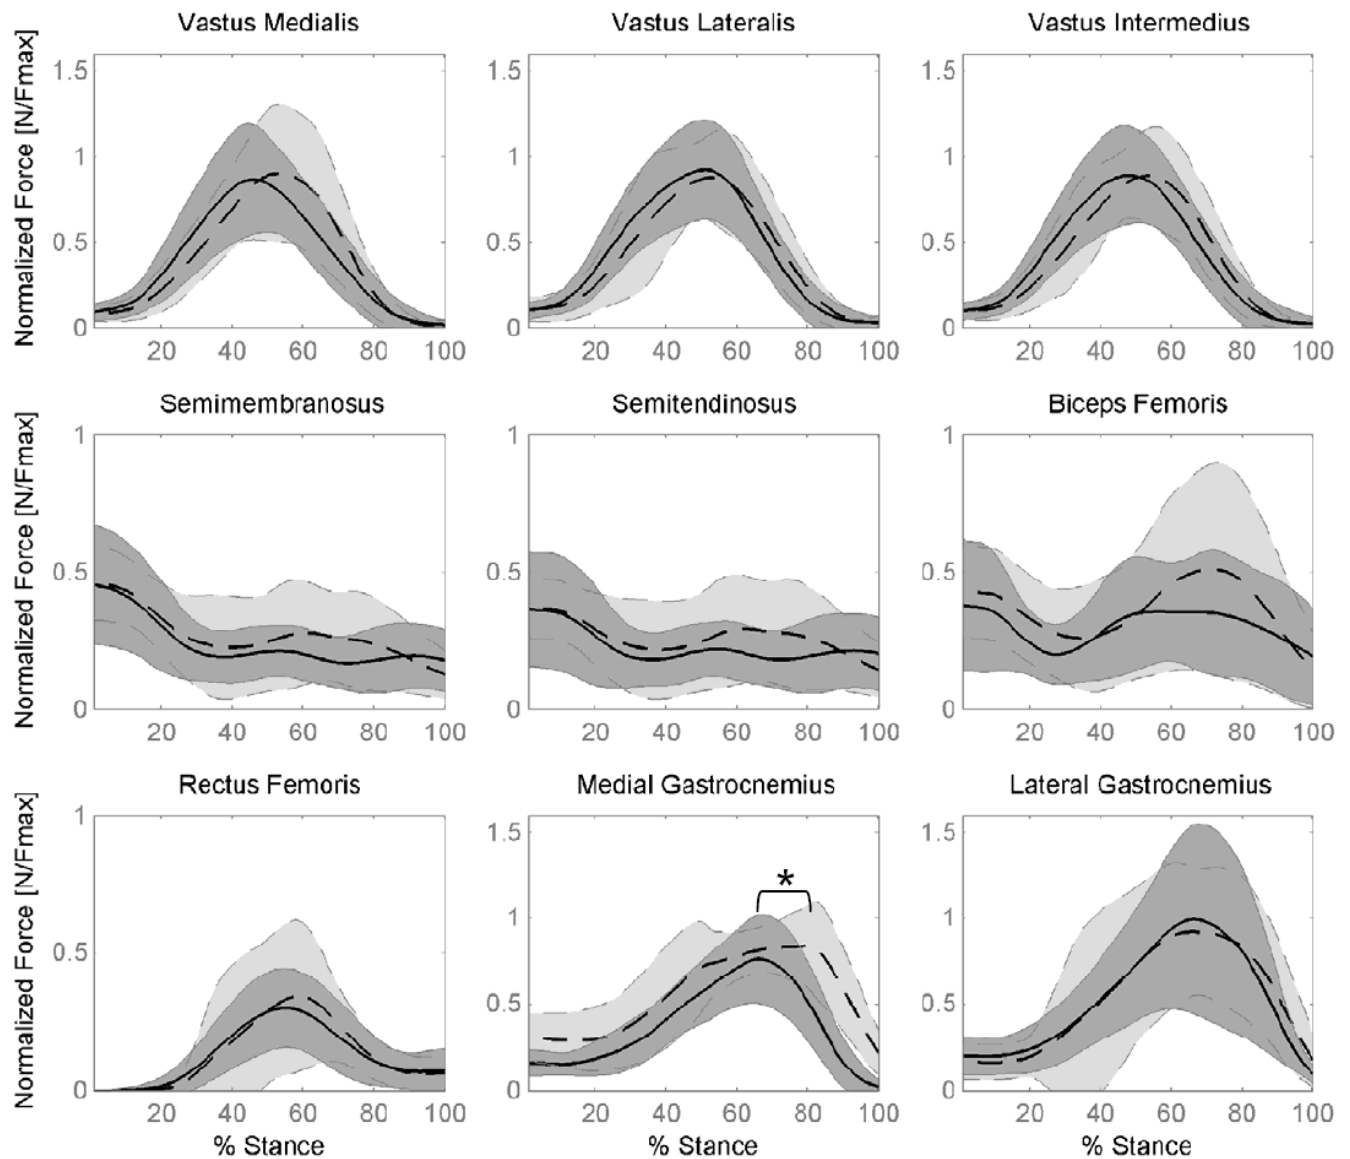 Vastus Medialis
Vastus Lateralis
Vastus Intermedius
Normalized Force [N/Fmax]
1.5
1
0.5
0
20 40 60 80 100
1.5
1
0.5
0
20 40 60 80 100
1.5
1
0.5
0
20 40 60 80 100
Semimembranosus
Semitendinosus
Biceps Femoris
Normalized Force [N/Fmax]
1
0.5
0
20 40 60 80 100
1
0.5
0
20 40 60 80 100
1
0.5
0
20 40 60 80 100
Rectus Femoris
Medial Gastrocnemius
Lateral Gastrocnemius
Normalized Force [N/Fmax]
1
0.5
0
20 40 60 80 100
% Stance
1.5
1
0.5
0
*
20 40 60 80 100
% Stance
1.5
1
0.5
0
20 40 60 80 100
% Stance